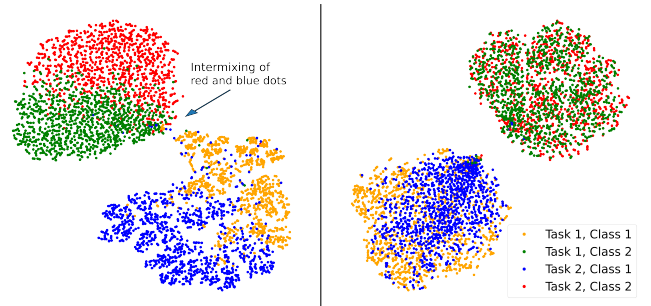 Intermixing of
red and blue dots
Task 1, Class 1
Task 1, Class 2
Task 2, Class 1
Task 2, Class 2